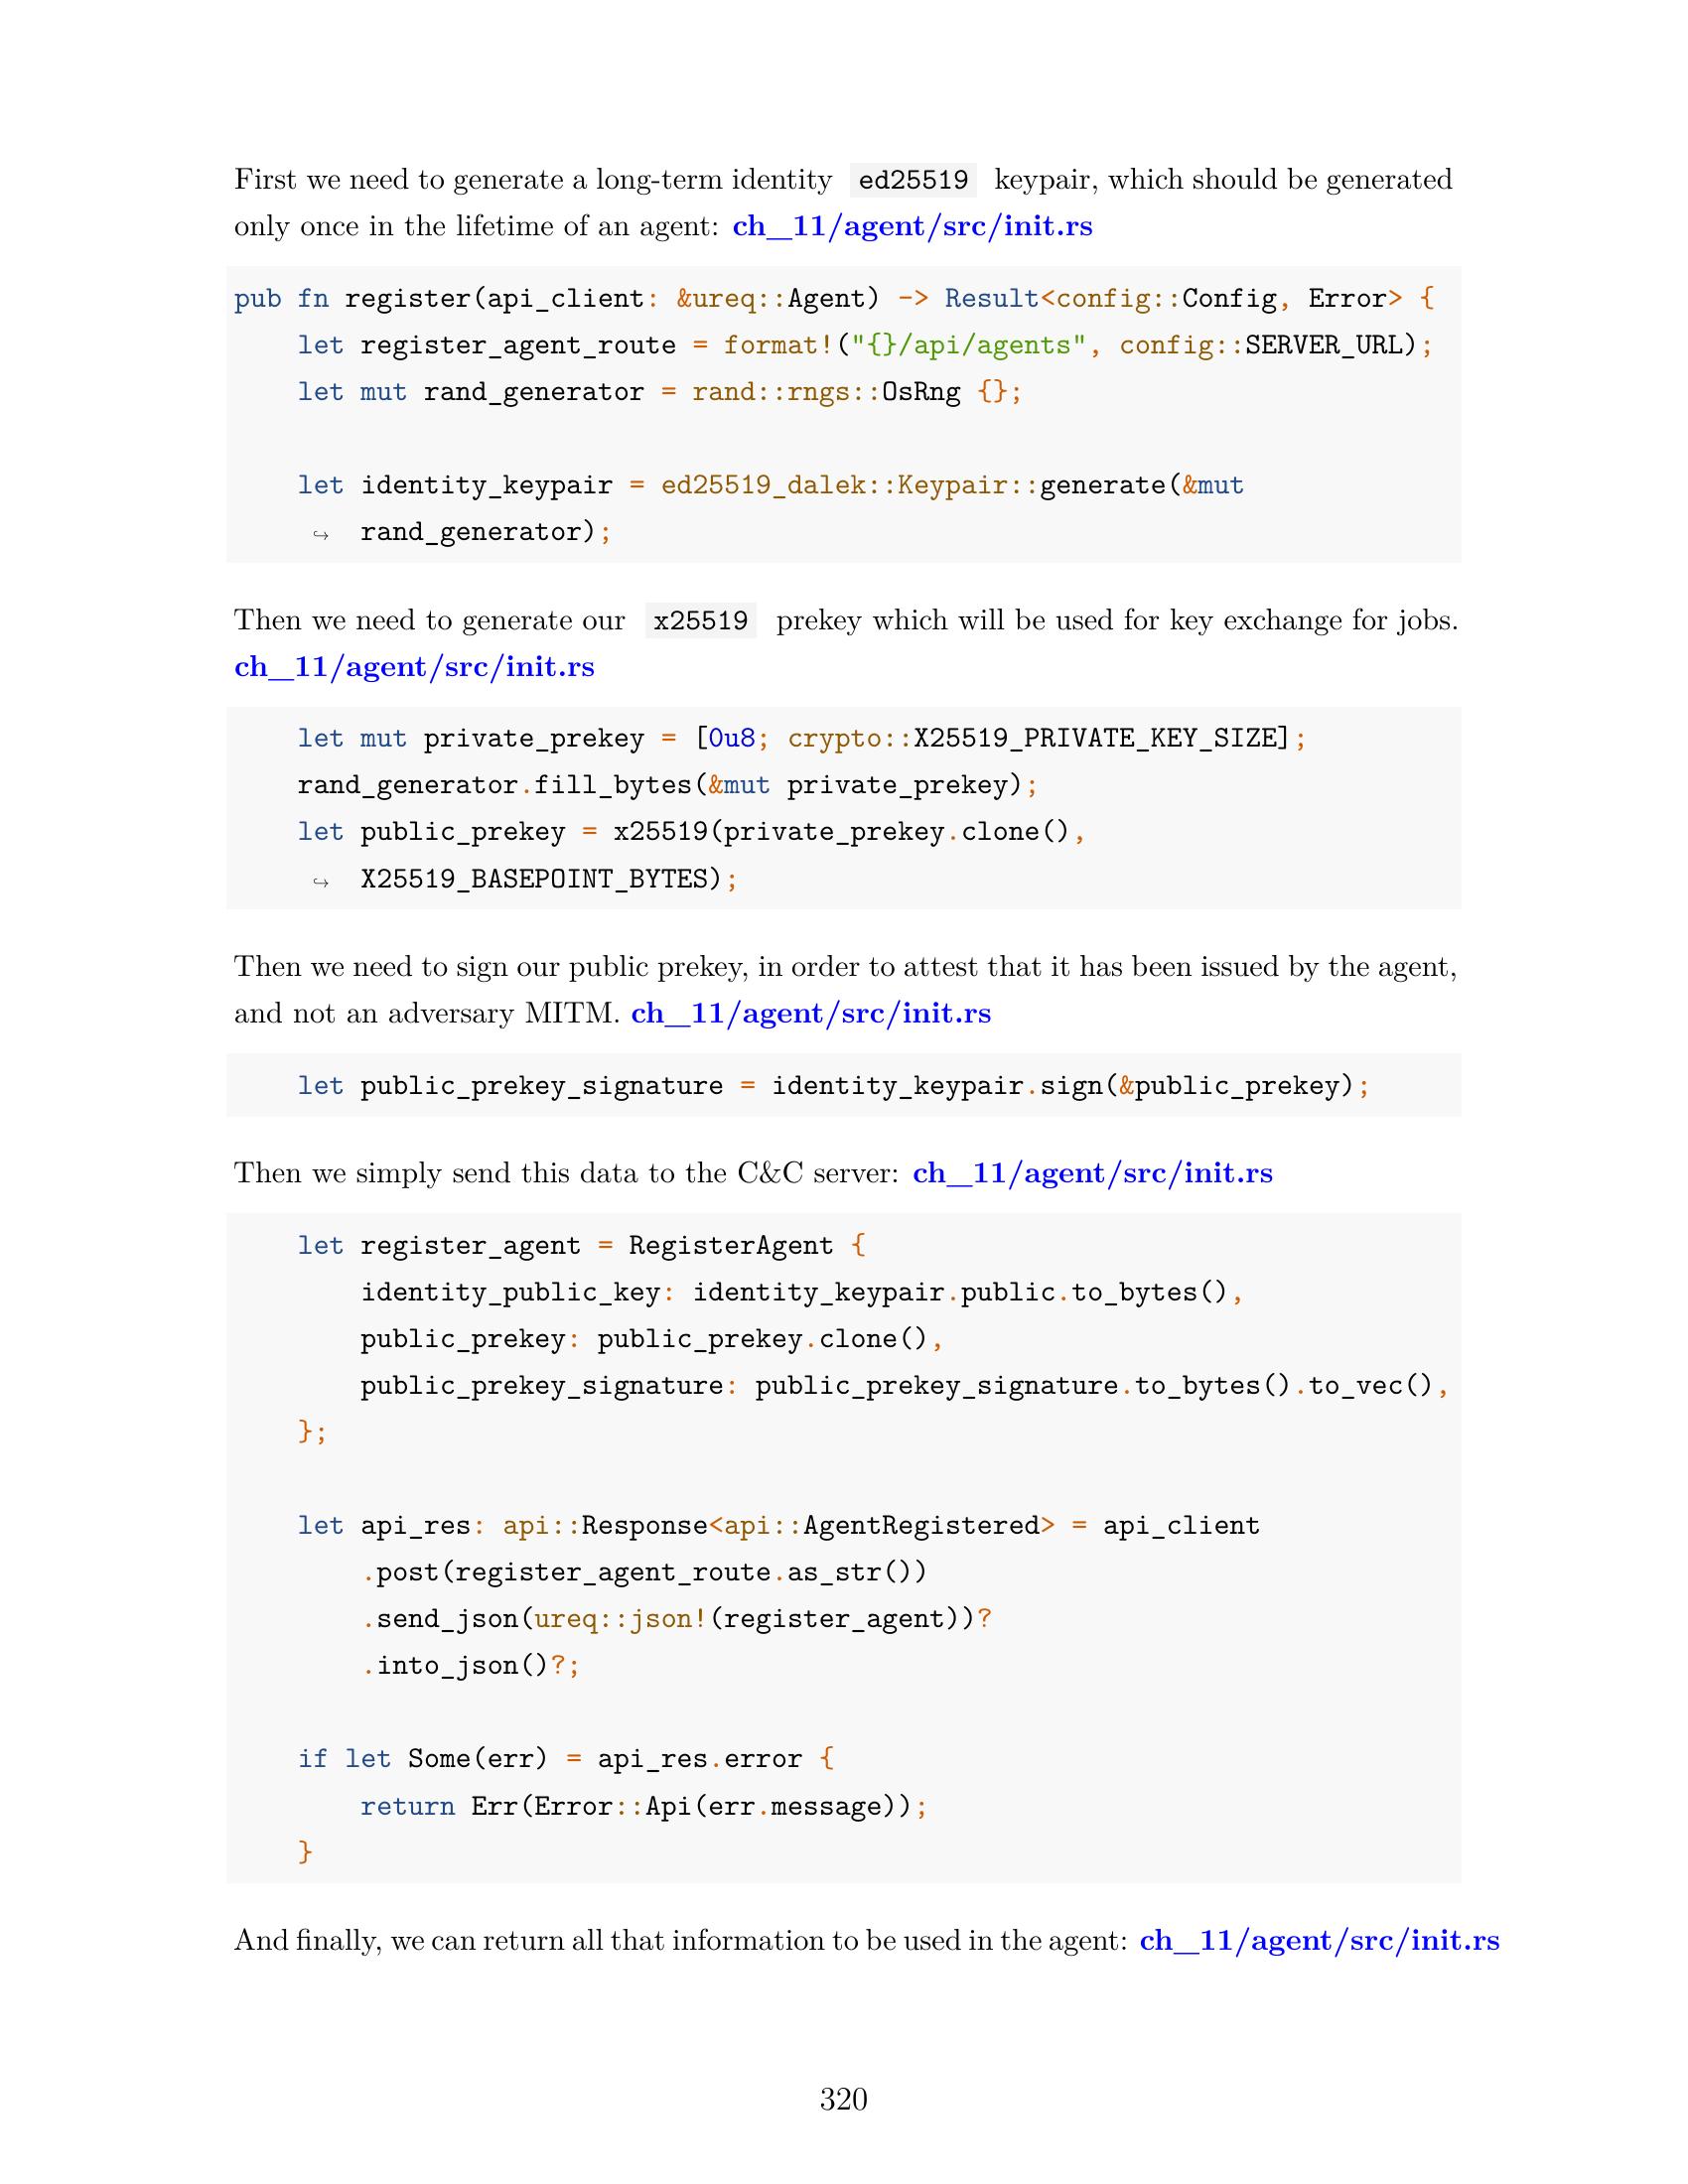 First we need to generate a long-term identity ed25519 keypair, which should be generated
only once in the lifetime of an agent: ch_11/agent/src/init.rs
pub fn register(api_client: &ureq::Agent) -> Result<config::Config, Error> {
    let register_agent_route = format!("{}/api/agents", config::SERVER_URL);
    let mut rand_generator = rand::rngs::OsRng {};
    let identity_keypair = ed25519_dalek::Keypair::generate(&mut
    ↪ rand_generator);
Then we need to generate our x25519 prekey which will be used for key exchange for jobs.
ch_11/agent/src/init.rs
    let mut private_prekey = [0u8; crypto::X25519_PRIVATE_KEY_SIZE];
    rand_generator.fill_bytes(&mut private_prekey);
    let public_prekey = x25519(private_prekey.clone(),
    ↪ X25519_BASEPOINT_BYTES);
Then we need to sign our public prekey, in order to attest that it has been issued by the agent,
and not an adversary MITM. ch_11/agent/src/init.rs
    let public_prekey_signature = identity_keypair.sign(&public_prekey);
Then we simply send this data to the C&C server: ch_11/agent/src/init.rs
    let register_agent = RegisterAgent {
        identity_public_key: identity_keypair.public.to_bytes(),
        public_prekey: public_prekey.clone(),
        public_prekey_signature: public_prekey_signature.to_bytes().to_vec(),
    };
    let api_res: api::Response<api::AgentRegistered> = api_client
        .post(register_agent_route.as_str())
        .send_json(ureq::json!(register_agent))?
        .into_json()?;
    if let Some(err) = api_res.error {
        return Err(Error::Api(err.message));
    }
And finally, we can return all that information to be used in the agent: ch_11/agent/src/init.rs
320